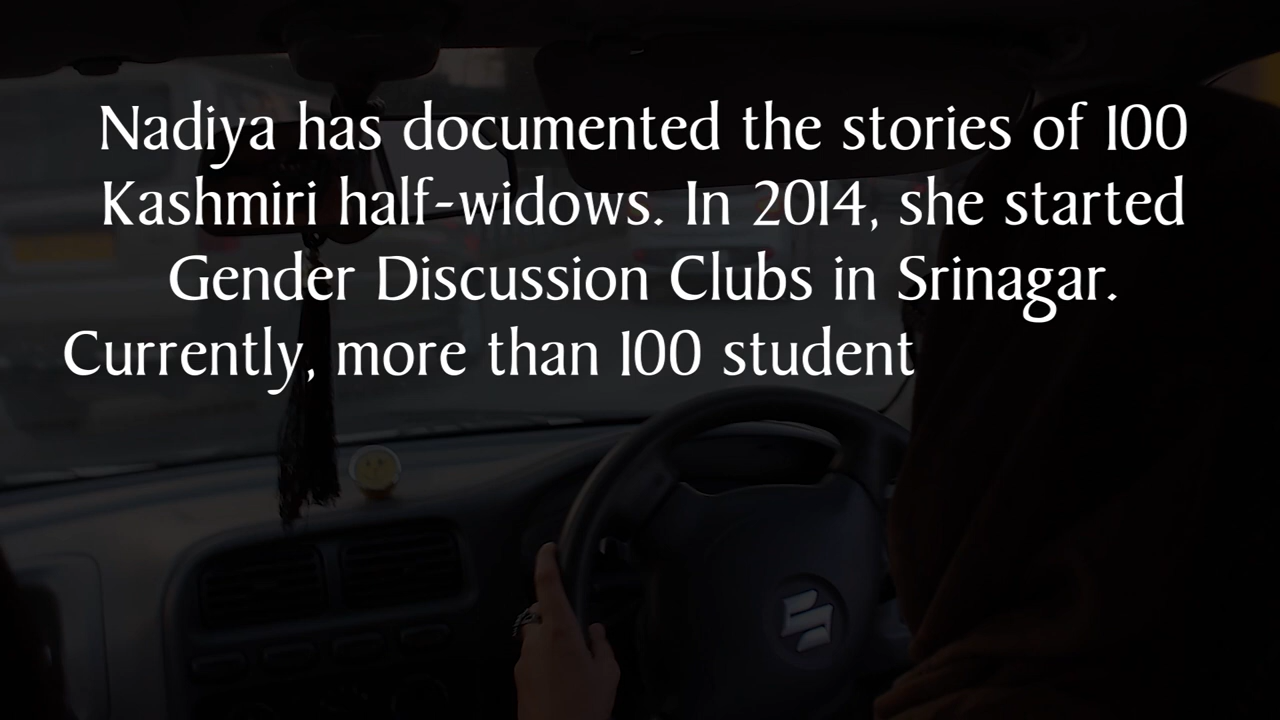 Nadiya has documented the stories of 100
Kashmiri half-widows. In 2014, she started
Gender Discussion Clubs in Srinagar.
Currently, more than 100 student